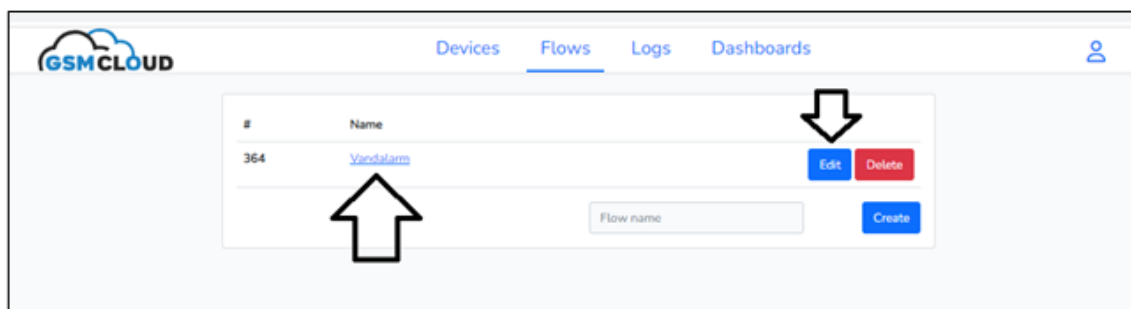 GSMCLOUD Devices Flows Logs Dashboards
# Name
364 Vandalarm Edit Delete
Flow name Create